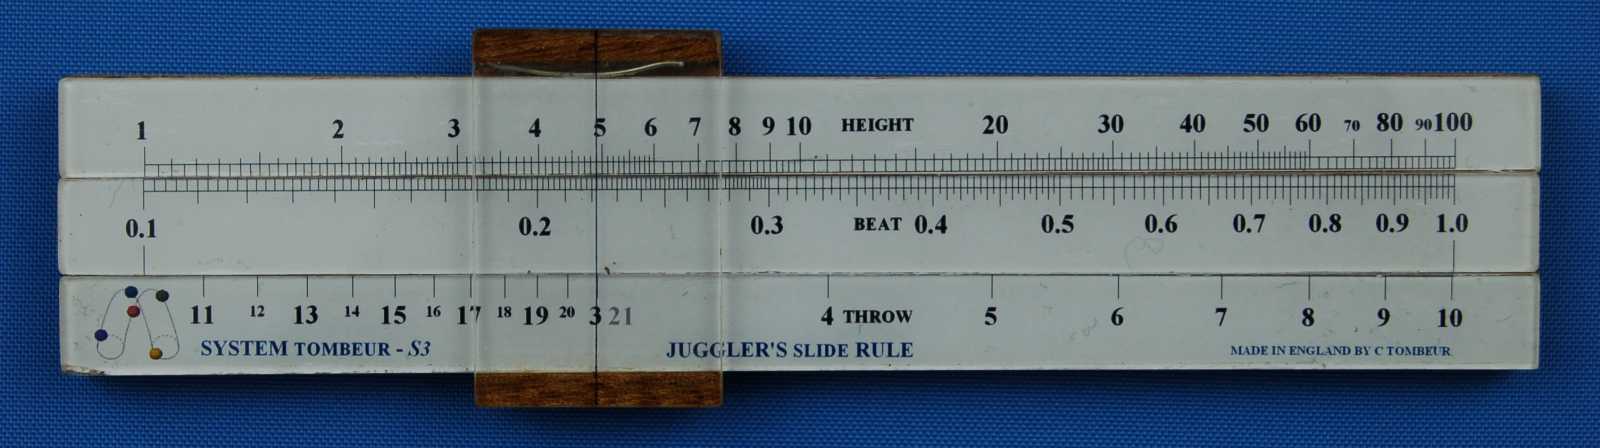 1 2 3 4 5 6 7 8 9 10 HEIGHT 20 30 40 50 60 70 80 90 100
0.1 0.2 0.3 BEAT 0.4 0.5 0.6 0.7 0.8 0.9 1.0
11 12 13 14 15 16 17 18 19 20 3 21 4 THROW 5 6 7 8 9 10
SYSTEM TOMBEUR - S3 JUGGLER'S SLIDE RULE MADE IN ENGLAND BY C TOMBEUR